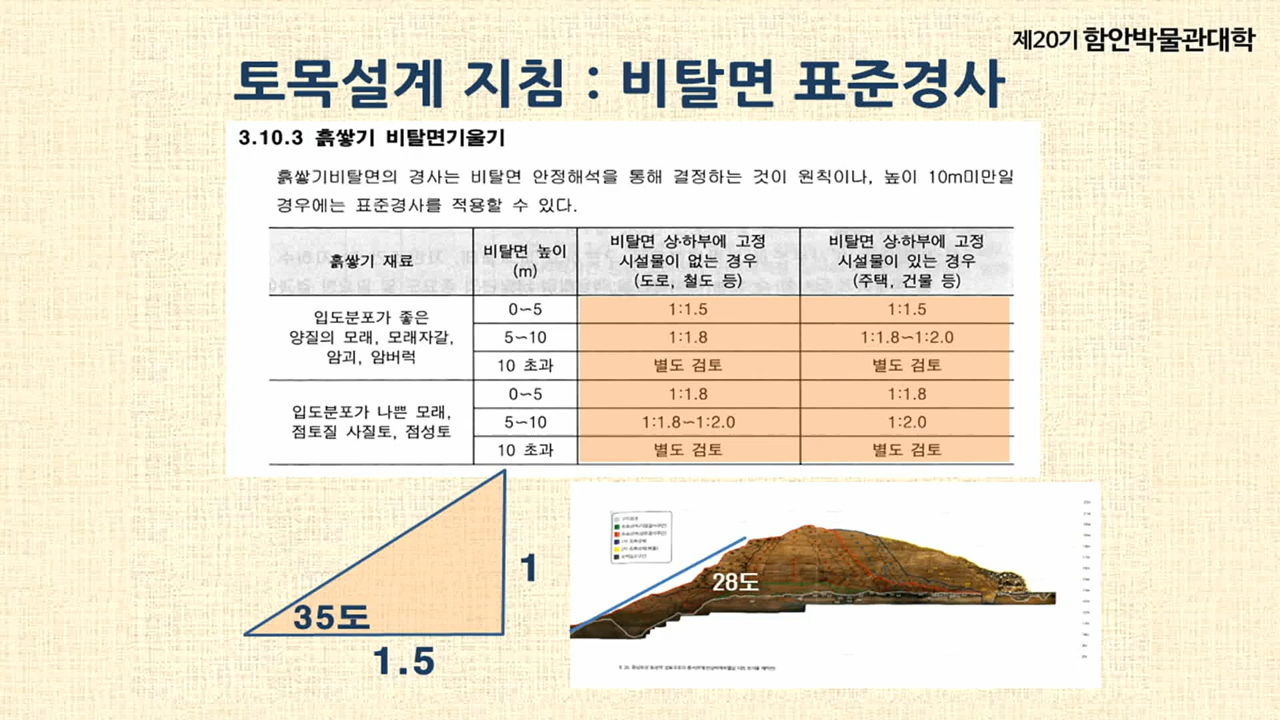 제20기 함안박물관대학
토목설계 지침 : 비탈면 표준경사
3.10.3 흙쌓기 비탈면기울기
흙쌓기비탈면의 경사는 비탈면 안정해석을 통해 결정하는 것이 원칙이나, 높이 10m미만일
경우에는 표준경사를 적용할 수 있다.
흙쌓기 재료
비탈면 높이
(m)
비탈면 상·하부에 고정
시설물이 없는 경우
(도로, 철도 등)
비탈면 상·하부에 고정
시설물이 있는 경우
(주택, 건물 등)
입도분포가 좋은
양질의 모래, 모래자갈,
암괴, 암버럭
0∼5 1:1.5 1:1.5
5∼10 1:1.8 1:1.8∼1:2.0
10 초과 별도 검토 별도 검토
입도분포가 나쁜 모래,
점토질 사질토, 점성토
0∼5 1:1.8 1:1.8
5∼10 1:1.8∼1:2.0 1:2.0
10 초과 별도 검토 별도 검토
35도
1
1.5
28도